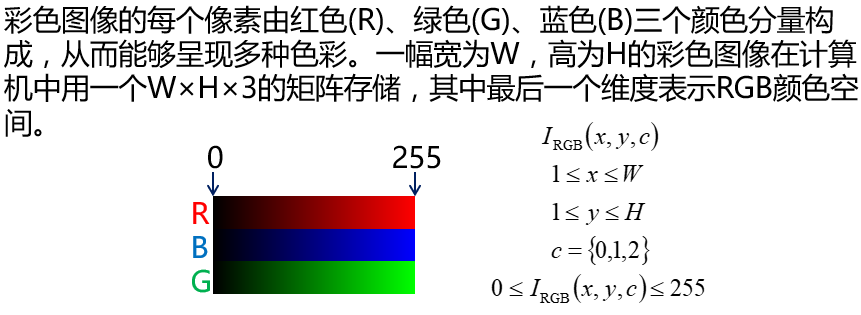 彩色图像的每个像素由红色(R)、绿色(G)、蓝色(B)三个颜色分量构
成，从而能够呈现多种色彩。一幅宽为W，高为H的彩色图像在计算
机中用一个W×H×3的矩阵存储，其中最后一个维度表示RGB颜色空
间。
0 255
R
B
G
I_RGB(x, y, c)
1 ≤ x ≤ W
1 ≤ y ≤ H
c = {0,1,2}
0 ≤ I_RGB(x, y, c) ≤ 255